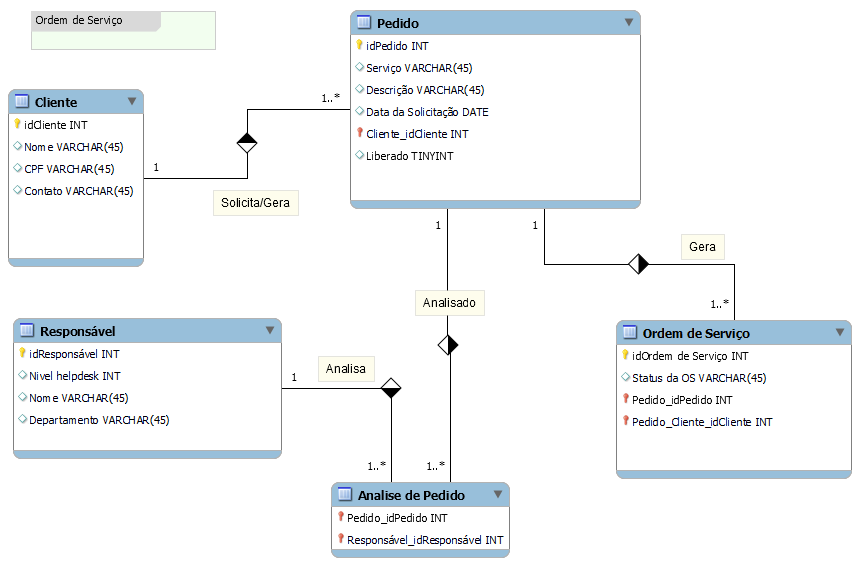 Ordem de Serviço
Pedido
idPedido INT
Serviço VARCHAR(45)
Descrição VARCHAR(45)
Data da Solicitação DATE
Cliente_idCliente INT
Liberado TINYINT
Cliente
idCliente INT
Nome VARCHAR(45)
CPF VARCHAR(45)
Contato VARCHAR(45)
1..*
1
Solicita/Gera
1
1
Gera
Analisado
1..*
Responsável
idResponsável INT
Nivel helpdesk INT
Nome VARCHAR(45)
Departamento VARCHAR(45)
Ordem de Serviço
idOrdem de Serviço INT
Status da OS VARCHAR(45)
Pedido_idPedido INT
Pedido_Cliente_idCliente INT
1
Analisa
1..*
1..*
Analise de Pedido
Pedido_idPedido INT
Responsável_idResponsável INT